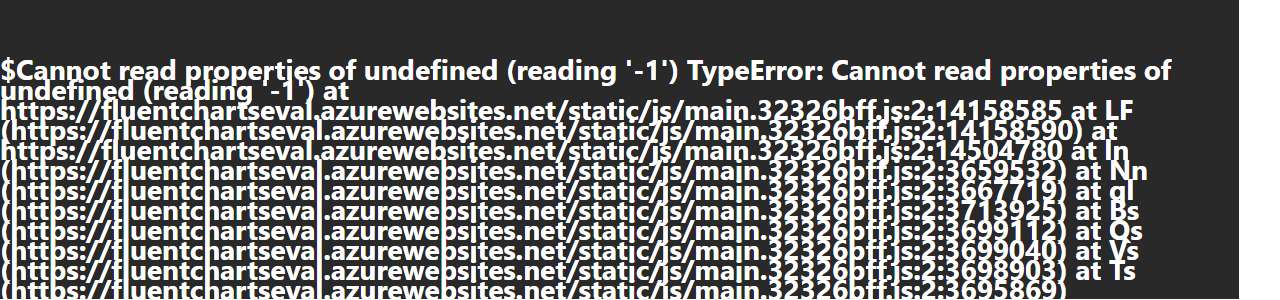 $Cannot read properties of undefined (reading '-1') TypeError: Cannot read properties of
undefined (reading '-1') at
https://fluentchartseval.azurewebsites.net/static/js/main.32326bff.js:2:14158585 at LF
(https://fluentchartseval.azurewebsites.net/static/js/main.32326bff.js:2:14158590) at
https://fluentchartseval.azurewebsites.net/static/js/main.32326bff.js:2:14504780 at In
(https://fluentchartseval.azurewebsites.net/static/js/main.32326bff.js:2:3659532) at Nn
(https://fluentchartseval.azurewebsites.net/static/js/main.32326bff.js:2:3667719) at ql
(https://fluentchartseval.azurewebsites.net/static/js/main.32326bff.js:2:3713925) at Bs
(https://fluentchartseval.azurewebsites.net/static/js/main.32326bff.js:2:3699112) at Qs
(https://fluentchartseval.azurewebsites.net/static/js/main.32326bff.js:2:3699040) at Vs
(https://fluentchartseval.azurewebsites.net/static/js/main.32326bff.js:2:3698903) at Ts
(https://fluentchartseval.azurewebsites.net/static/js/main.32326bff.js:2:3695869)